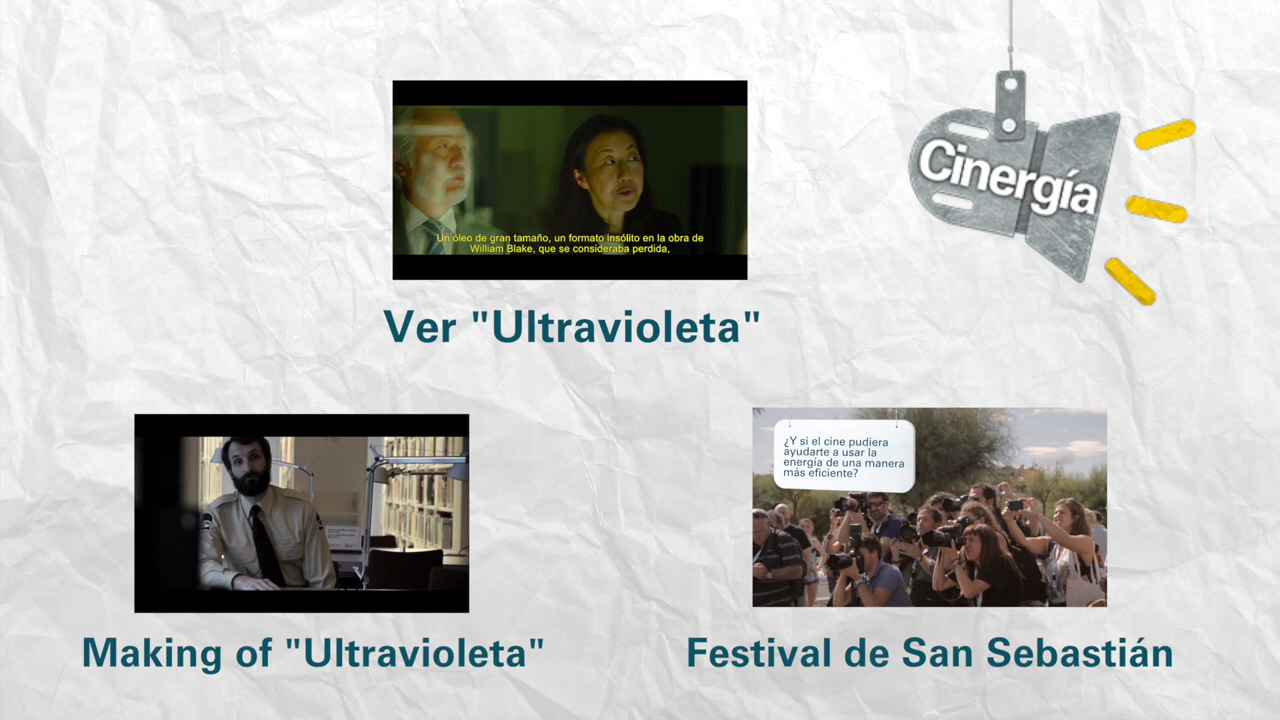 Cinergía
Un óleo de gran tamaño, un formato insólito en la obra de
William Blake, que se consideraba perdida,
Ver "Ultravioleta"
¿Y si el cine pudiera
ayudarte a usar la
energía de una manera
más eficiente?
Making of "Ultravioleta"
Festival de San Sebastián